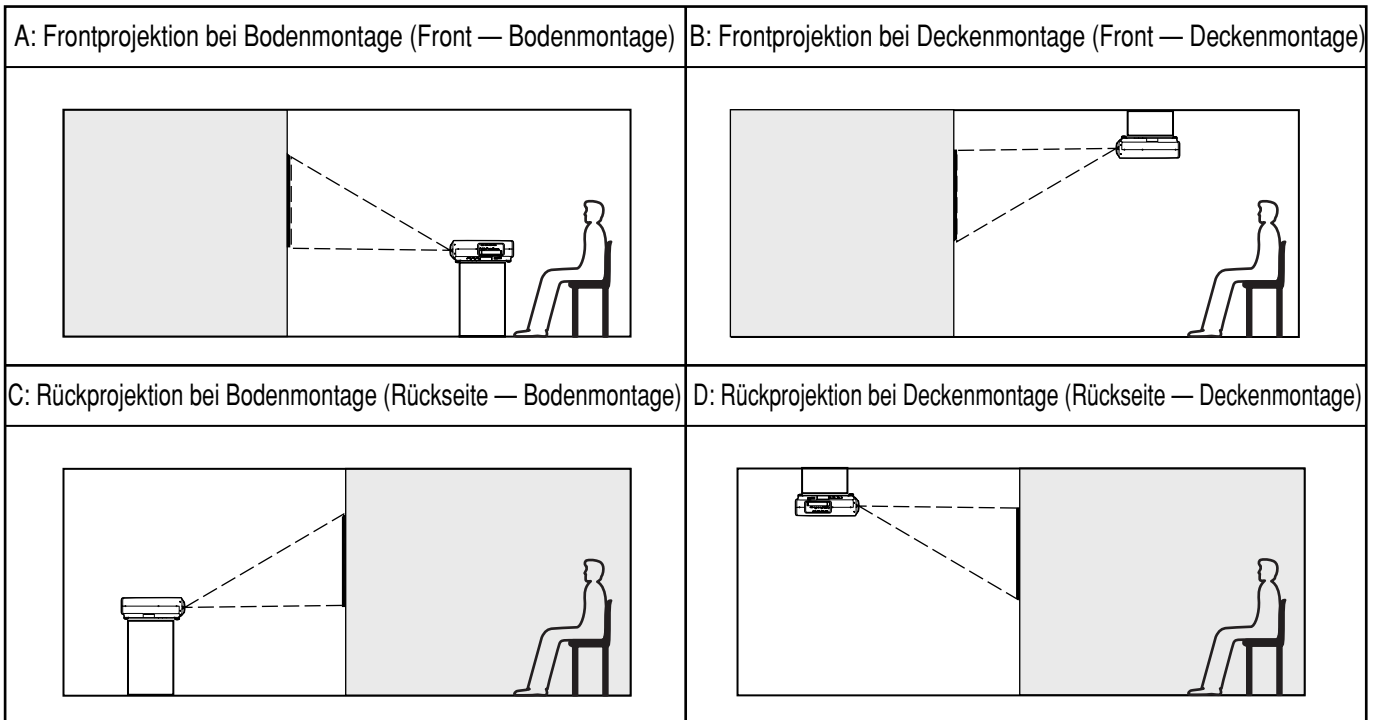 A: Frontprojektion bei Bodenmontage (Front — Bodenmontage)
B: Frontprojektion bei Deckenmontage (Front — Deckenmontage)
C: Rückprojektion bei Bodenmontage (Rückseite — Bodenmontage)
D: Rückprojektion bei Deckenmontage (Rückseite — Deckenmontage)